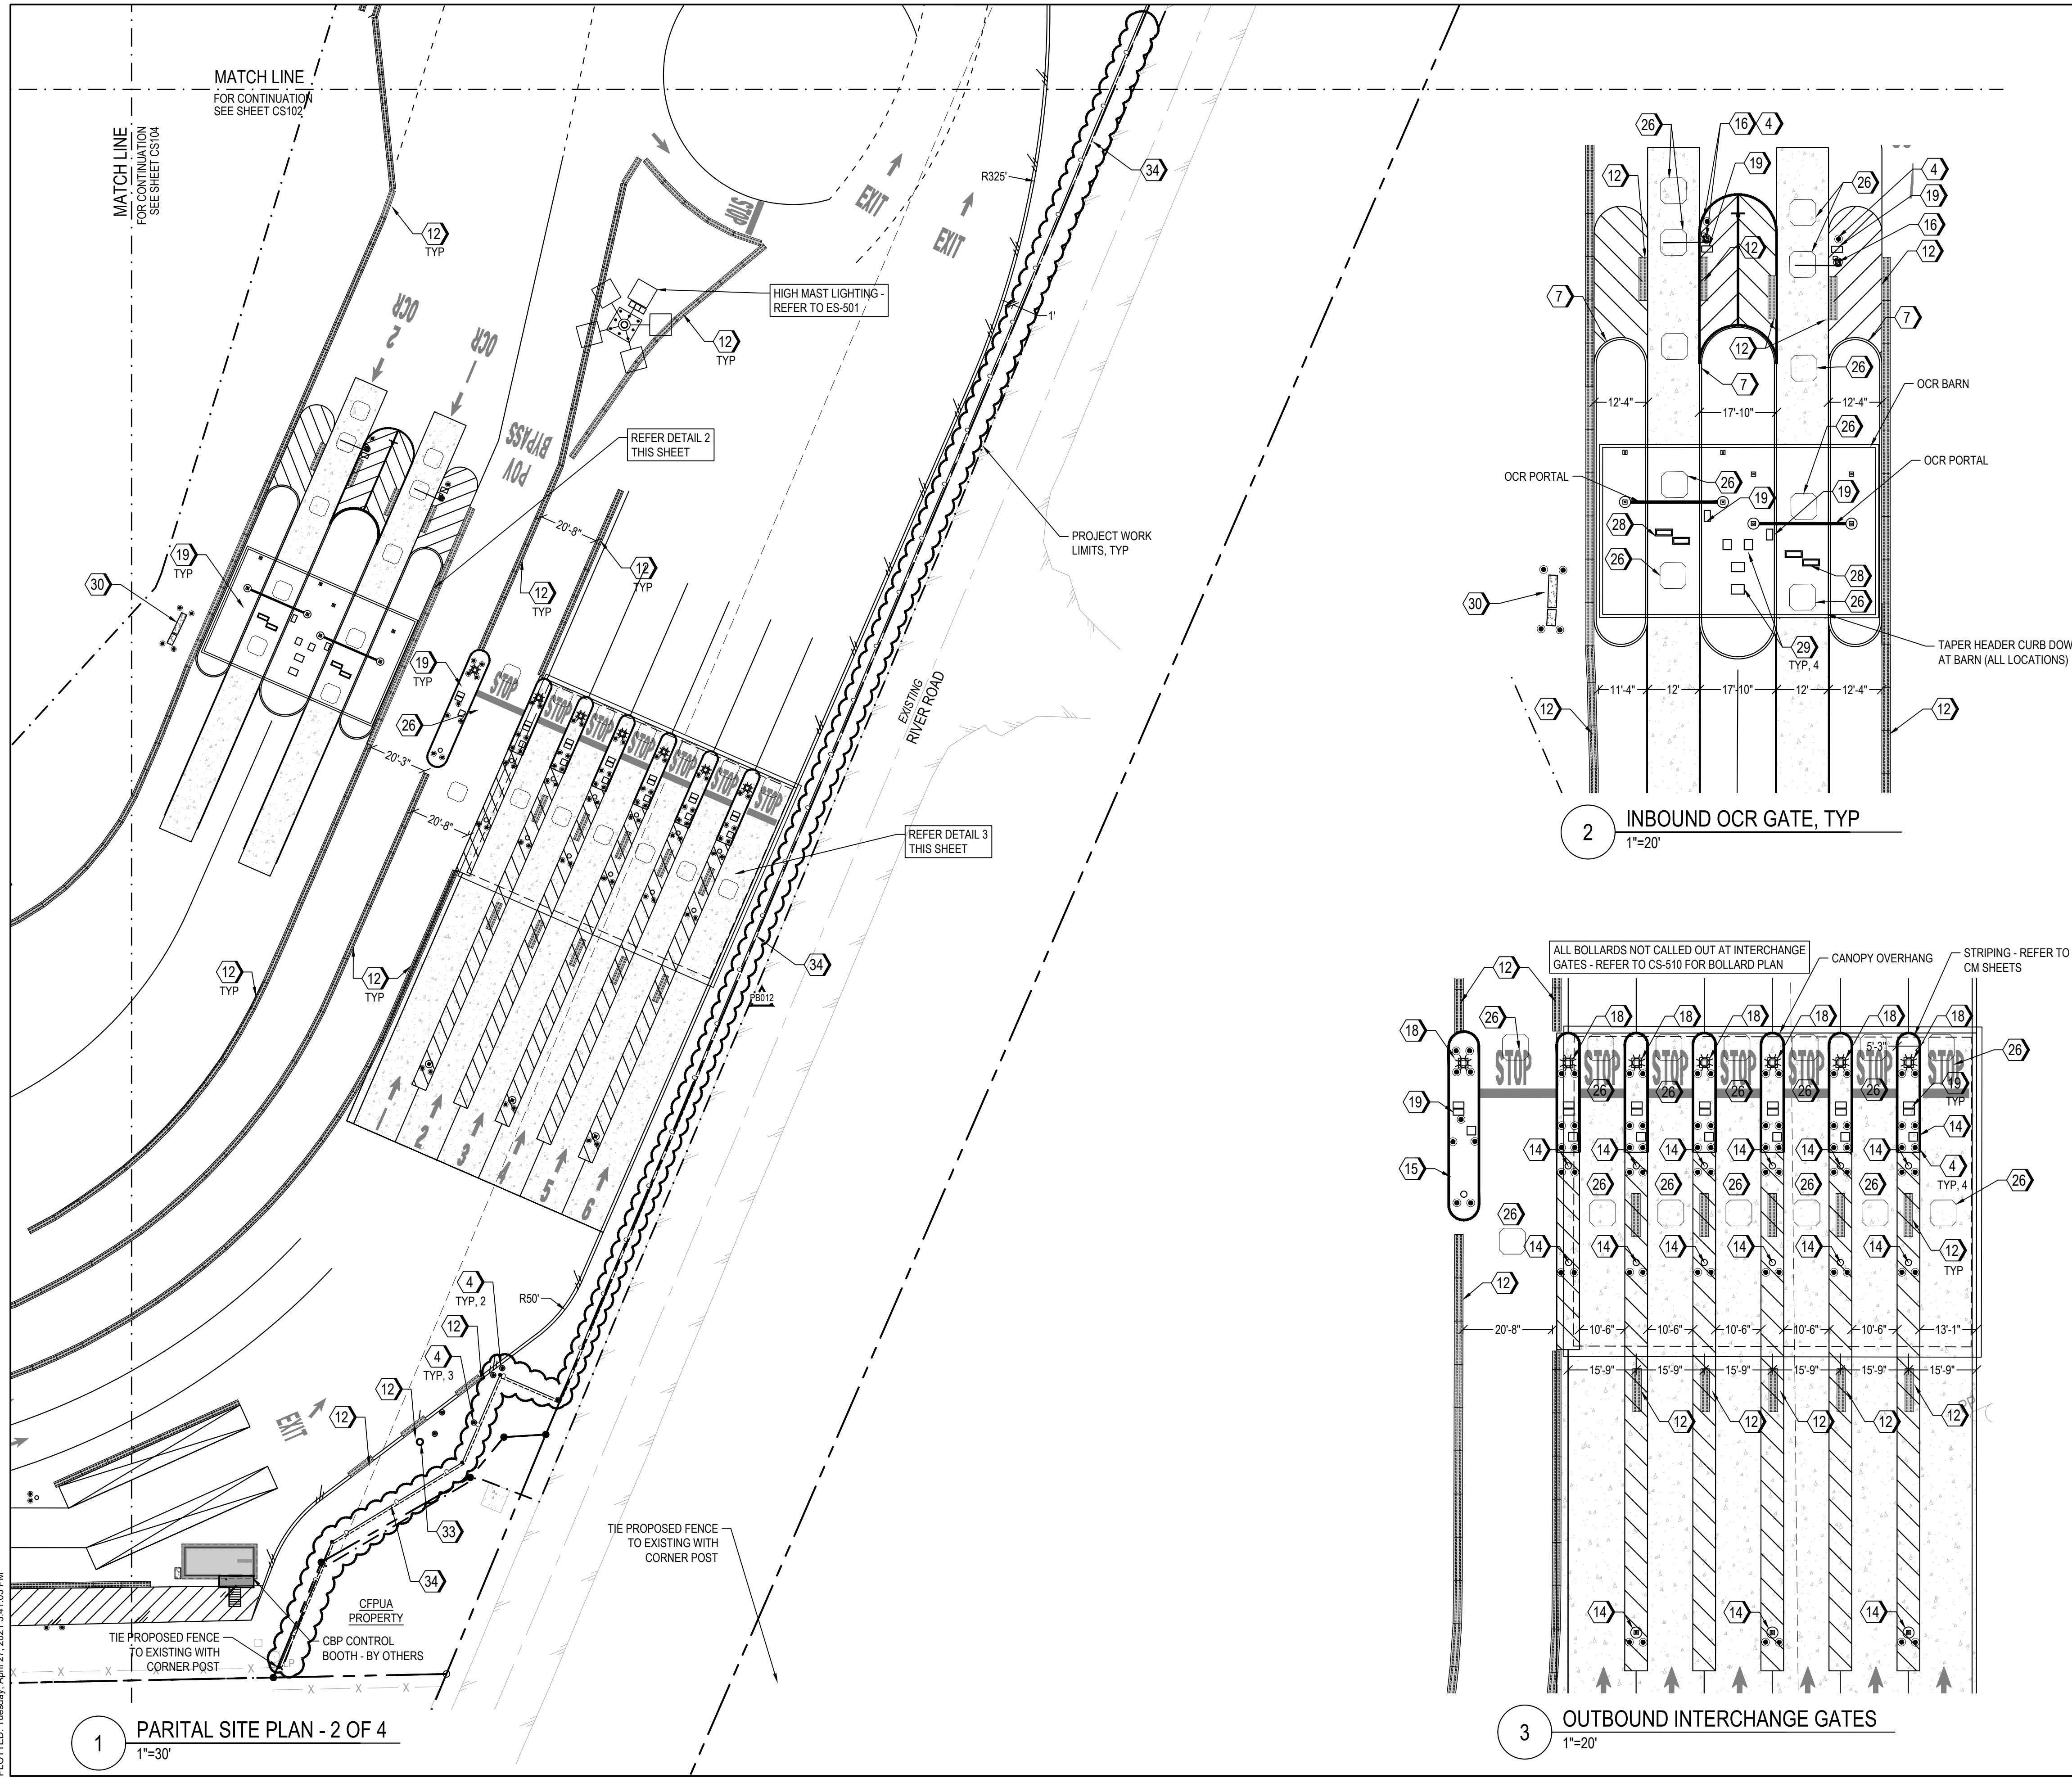 MATCH LINE
FOR CONTINUATION
SEE SHEET CS102
MATCH LINE
FOR CONTINUATION
SEE SHEET CS104
12
TYP
R325'
34
EXIT
EXIT
STOP
HIGH MAST LIGHTING -
REFER TO ES-501
1'
12
TYP
OCR
2
OCR
1
POV
BYPASS
REFER DETAIL 2
THIS SHEET
20'-8"
PROJECT WORK
LIMITS, TYP
19
TYP
30
12
TYP
12
TYP
19
TYP
26
STOP
STOP
STOP
STOP
STOP
STOP
STOP
EXISTING
RIVER ROAD
20'-3"
20'-8"
REFER DETAIL 3
THIS SHEET
12
TYP
12
TYP
34
PB012
1
2
3
4
5
6
4
TYP, 2
R50'
12
4
TYP, 3
12
12
EXIT
33
34
TIE PROPOSED FENCE
TO EXISTING WITH
CORNER POST
CFPUA
PROPERTY
CBP CONTROL
BOOTH - BY OTHERS
TIE PROPOSED FENCE
TO EXISTING WITH
CORNER POST
X X X X X
X X X
PLOTTED: Tuesday, April 27, 2021 5:41:05 PM
1
PARITAL SITE PLAN - 2 OF 4
1"=30'
26
16
4
19
4
12
26
19
16
12
12
7
7
12
26
7
OCR BARN
12'-4"
17'-10"
12'-4"
26
OCR PORTAL
OCR PORTAL
26
19
19
28
26
28
30
26
29
TYP, 4
TAPER HEADER CURB DOW
AT BARN (ALL LOCATIONS)
11'-4"
12'
17'-10"
12'
12'-4"
12
12
2
INBOUND OCR GATE, TYP
1"=20'
ALL BOLLARDS NOT CALLED OUT AT INTERCHANGE
GATES - REFER TO CS-510 FOR BOLLARD PLAN
CANOPY OVERHANG
STRIPING - REFER TO
CM SHEETS
12
26
18
18
18
18
18
18
18
5'-3"
26
STOP
STOP
STOP
STOP
STOP
STOP
STOP
26
26
26
26
26
19
TYP
19
14
14
14
14
14
14
14
15
4
TYP, 4
26
26
26
26
26
26
26
14
14
14
14
14
14
12
TYP
12
20'-8"
10'-6"
10'-6"
10'-6"
10'-6"
10'-6"
13'-1"
15'-9"
15'-9"
15'-9"
15'-9"
15'-9"
15'-9"
12
12
12
12
12
14
14
14
3
OUTBOUND INTERCHANGE GATES
1"=20'